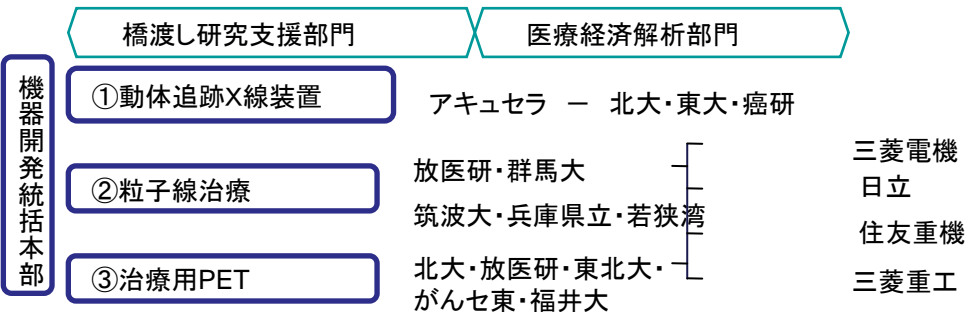 橋渡し研究支援部門
医療経済解析部門
機器開発統括本部
①動体追跡X線装置
アキュセラ － 北大・東大・癌研
②粒子線治療
放医研・群馬大
筑波大・兵庫県立・若狭湾
③治療用PET
北大・放医研・東北大・
がんセ東・福井大
三菱電機
日立
住友重機
三菱重工